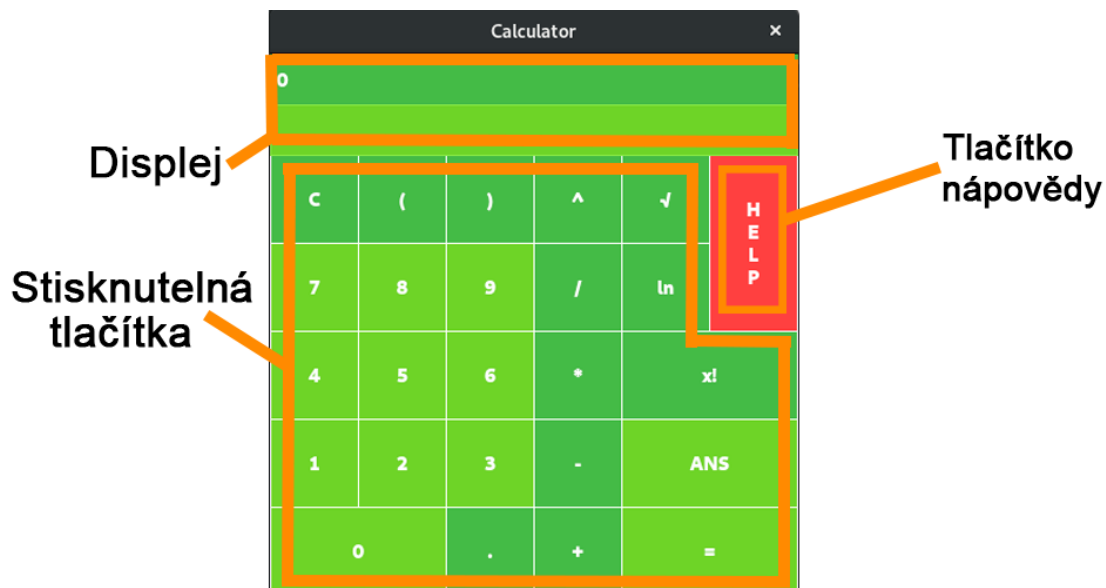 Calculator ×
0
Displej
Tlačítko
nápovědy
C ( ) ^ √
H
E
L
P
7 8 9 / ln
Stisknutelná
tlačítka
4 5 6 * x!
1 2 3 - ANS
0 . + =